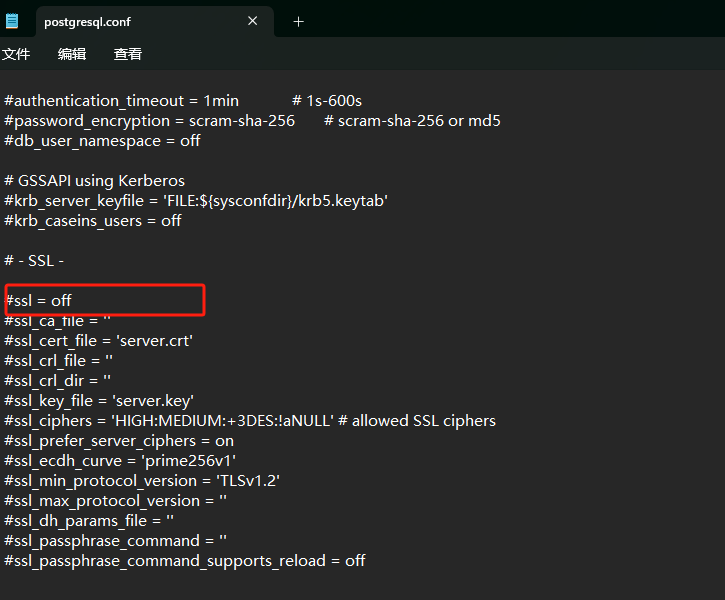 postgresql.conf
文件 编辑 查看
#authentication_timeout = 1min # 1s-600s
#password_encryption = scram-sha-256 # scram-sha-256 or md5
#db_user_namespace = off
# GSSAPI using Kerberos
#krb_server_keyfile = 'FILE:${sysconfdir}/krb5.keytab'
#krb_caseins_users = off
# - SSL -
#ssl = off
#ssl_ca_file = ''
#ssl_cert_file = 'server.crt'
#ssl_crl_file = ''
#ssl_crl_dir = ''
#ssl_key_file = 'server.key'
#ssl_ciphers = 'HIGH:MEDIUM:+3DES:!aNULL' # allowed SSL ciphers
#ssl_prefer_server_ciphers = on
#ssl_ecdh_curve = 'prime256v1'
#ssl_min_protocol_version = 'TLSv1.2'
#ssl_max_protocol_version = ''
#ssl_dh_params_file = ''
#ssl_passphrase_command = ''
#ssl_passphrase_command_supports_reload = off